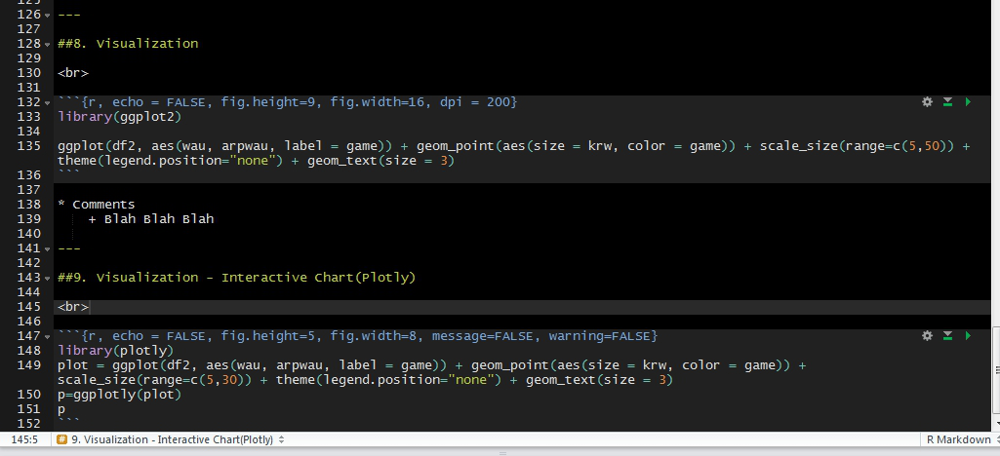 126 ---
127
128 ##8. Visualization
129
130 <br>
131
132 ```{r, echo = FALSE, fig.height=9, fig.width=16, dpi = 200}
133 library(ggplot2)
134
135 ggplot(df2, aes(wau, arpwau, label = game)) + geom_point(aes(size = krw, color = game)) + scale_size(range=c(5,50)) +
theme(legend.position="none") + geom_text(size = 3)
136 ```
137
138 * Comments
139     + Blah Blah Blah
140
141 ---
142
143 ##9. Visualization - Interactive Chart(Plotly)
144
145 <br>
146
147 ```{r, echo = FALSE, fig.height=5, fig.width=8, message=FALSE, warning=FALSE}
148 library(plotly)
149 plot = ggplot(df2, aes(wau, arpwau, label = game)) + geom_point(aes(size = krw, color = game)) +
scale_size(range=c(5,30)) + theme(legend.position="none") + geom_text(size = 3)
150 p=ggplotly(plot)
151 p
152 ```
145:5 # 9. Visualization - Interactive Chart(Plotly) R Markdown